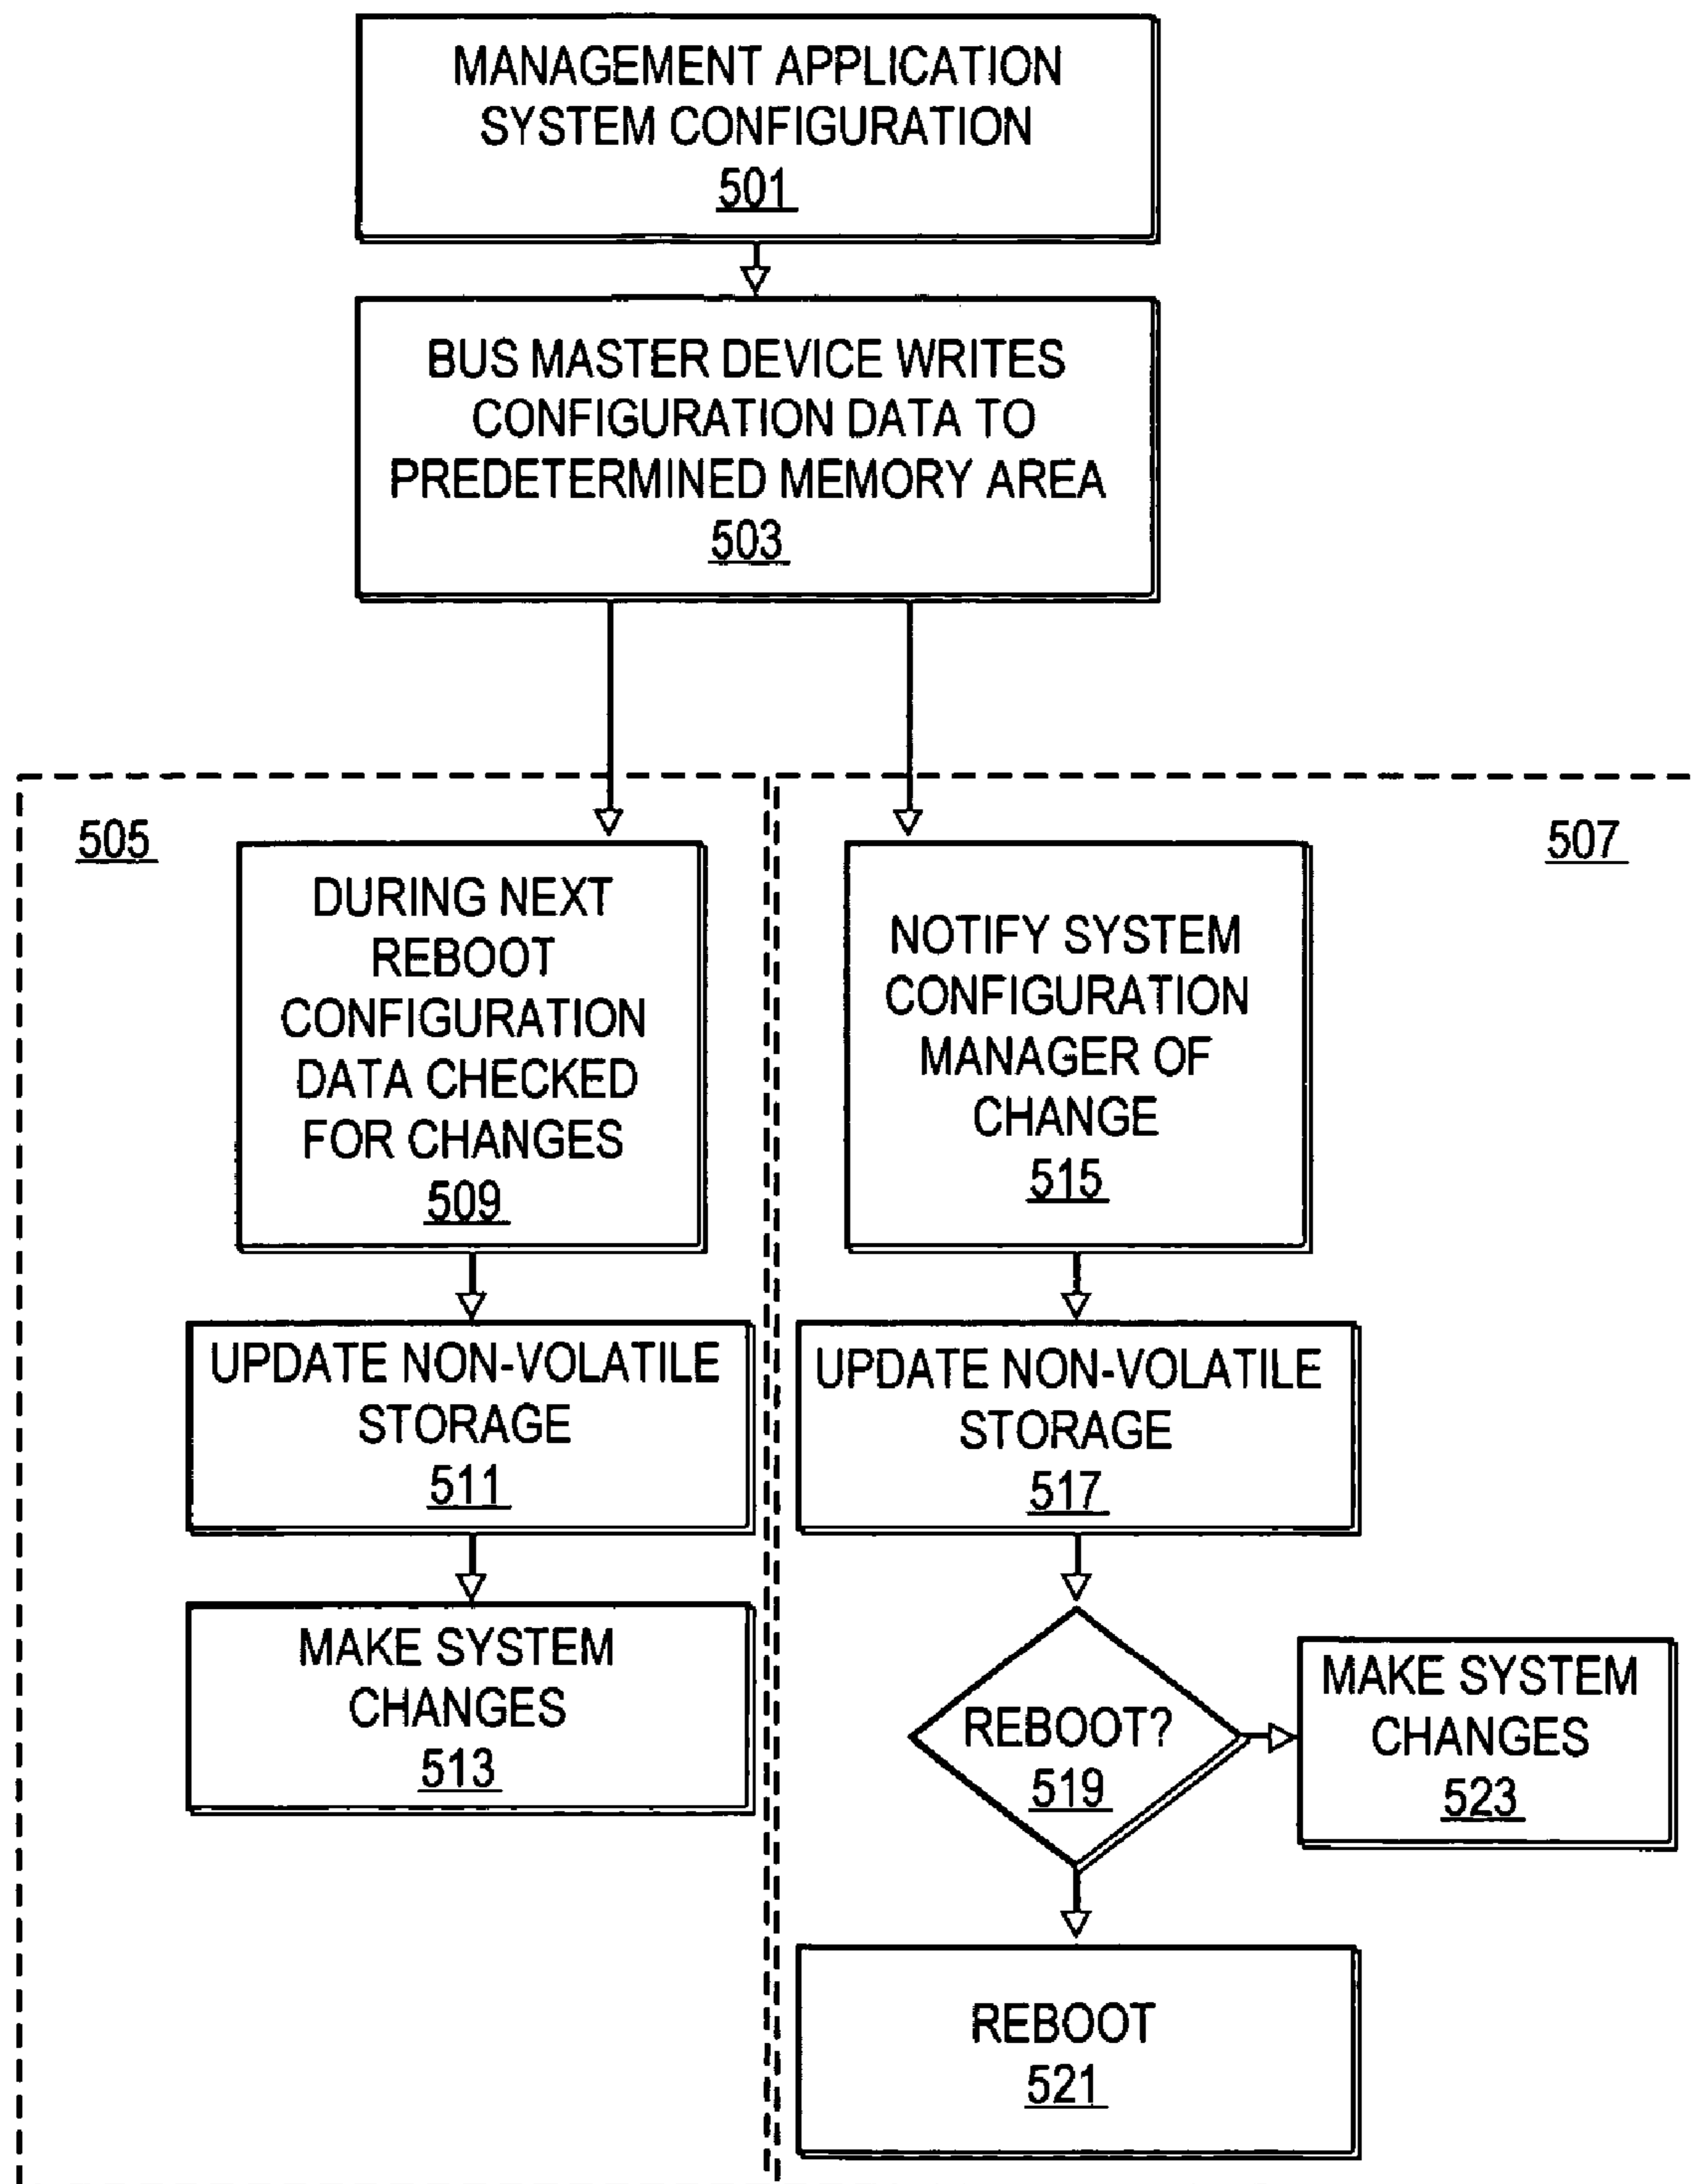 MANAGEMENT APPLICATION
SYSTEM CONFIGURATION
501
BUS MASTER DEVICE WRITES
CONFIGURATION DATA TO
PREDETERMINED MEMORY AREA
503
505
DURING NEXT
REBOOT
CONFIGURATION
DATA CHECKED
FOR CHANGES
509
UPDATE NON-VOLATILE
STORAGE
511
MAKE SYSTEM
CHANGES
513
507
NOTIFY SYSTEM
CONFIGURATION
MANAGER OF
CHANGE
515
UPDATE NON-VOLATILE
STORAGE
517
REBOOT?
519
MAKE SYSTEM
CHANGES
523
REBOOT
521